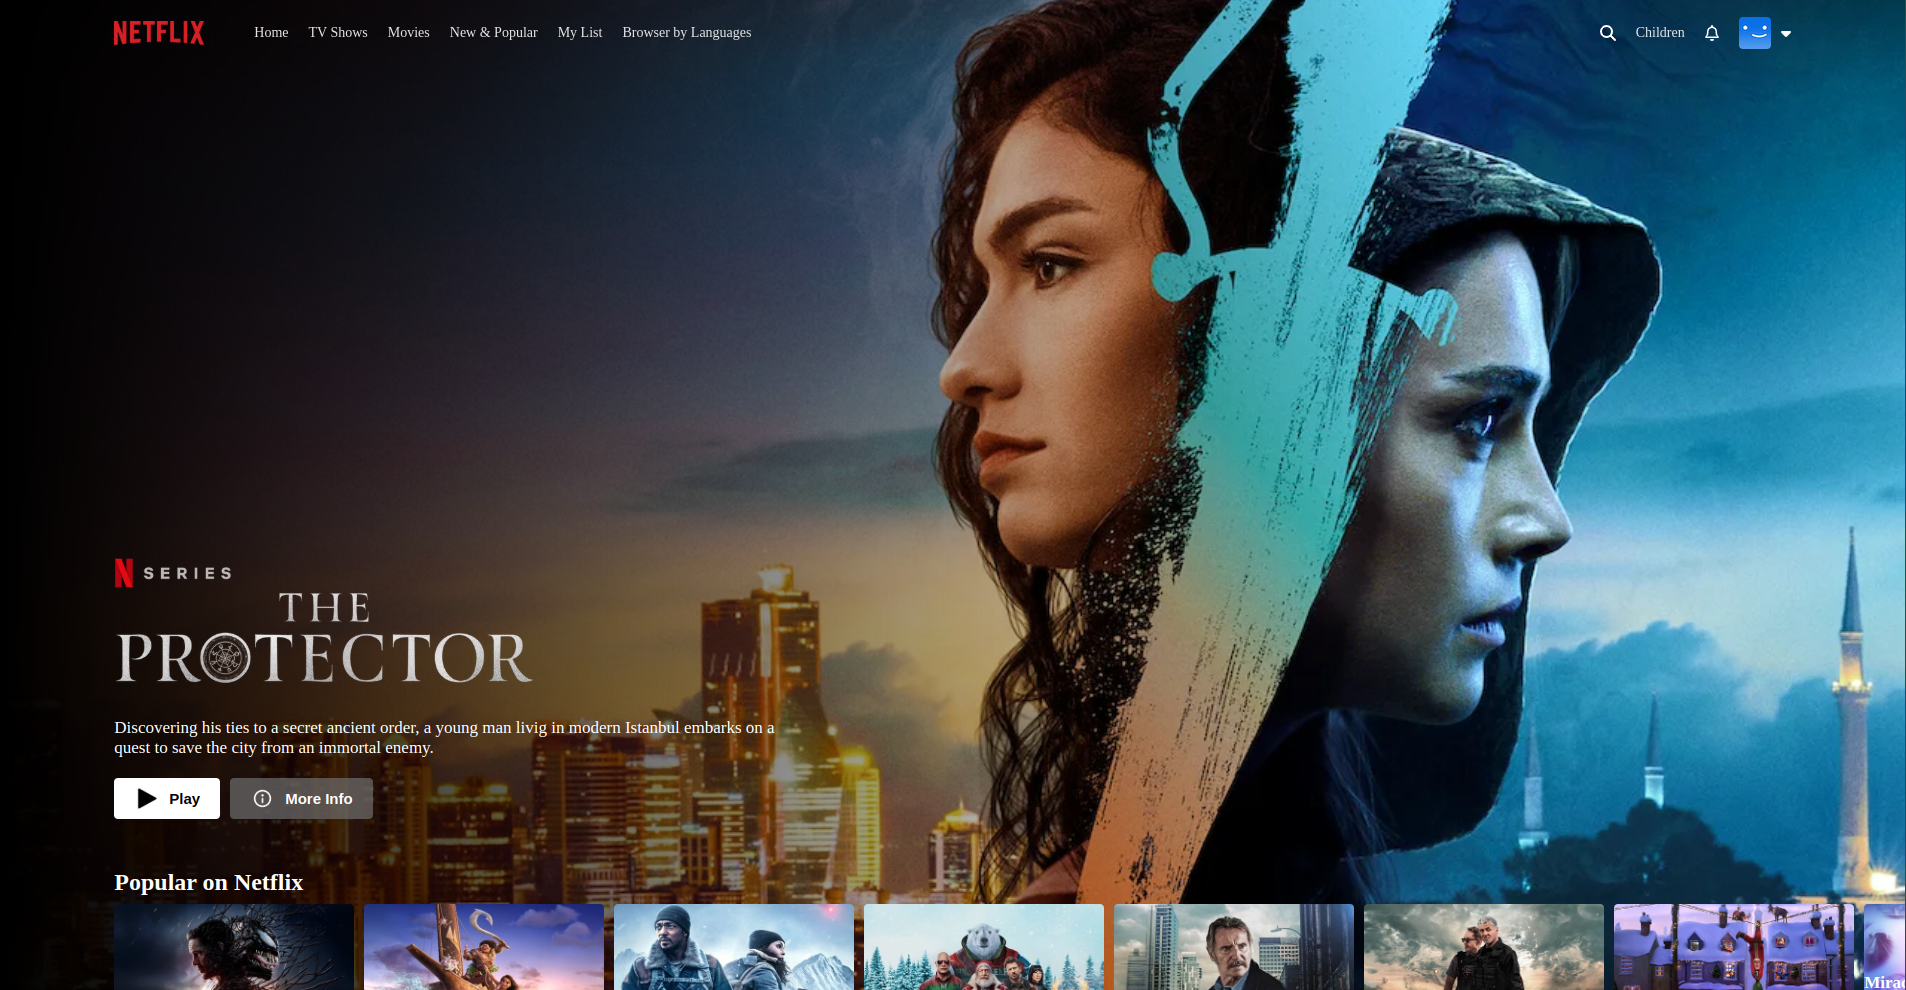 NETFLIX
Home
TV Shows
Movies
New & Popular
My List
Browser by Languages
Children
N SERIES
THE
PROTECTOR
Discovering his ties to a secret ancient order, a young man livig in modern Istanbul embarks on a
quest to save the city from an immortal enemy.
Play
More Info
Popular on Netflix